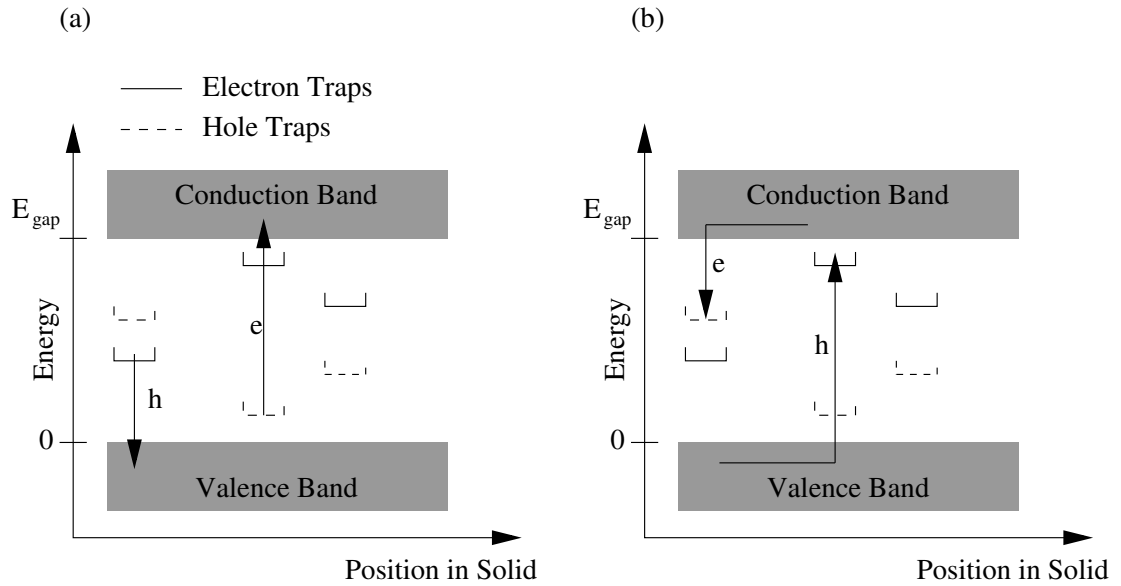 (a)
Electron Traps
Hole Traps
Conduction Band
E gap
e
Energy
h
0
Valence Band
Position in Solid
(b)
Conduction Band
E gap
e
Energy
h
0
Valence Band
Position in Solid